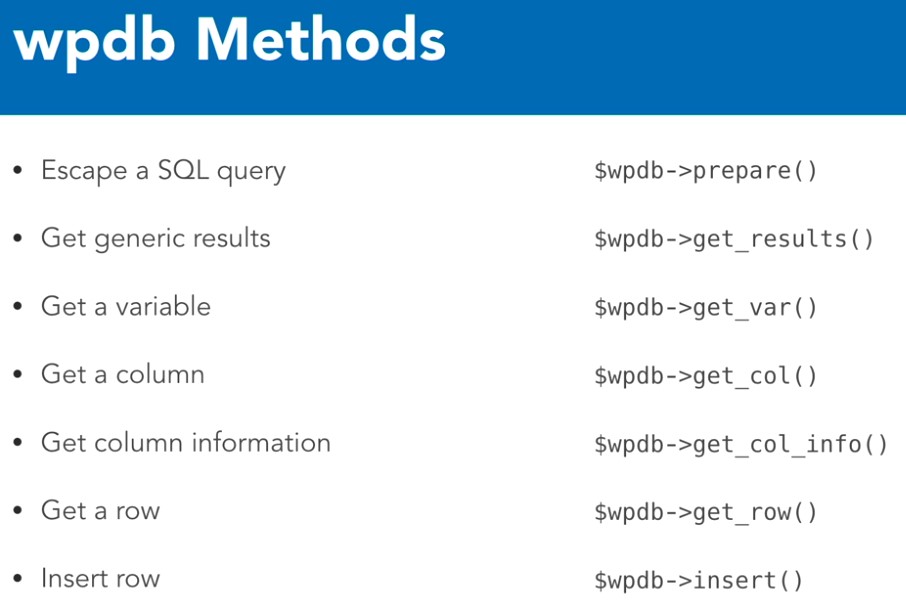 wpdb Methods
• Escape a SQL query $wpdb->prepare()
• Get generic results $wpdb->get_results()
• Get a variable $wpdb->get_var()
• Get a column $wpdb->get_col()
• Get column information $wpdb->get_col_info()
• Get a row $wpdb->get_row()
• Insert row $wpdb->insert()